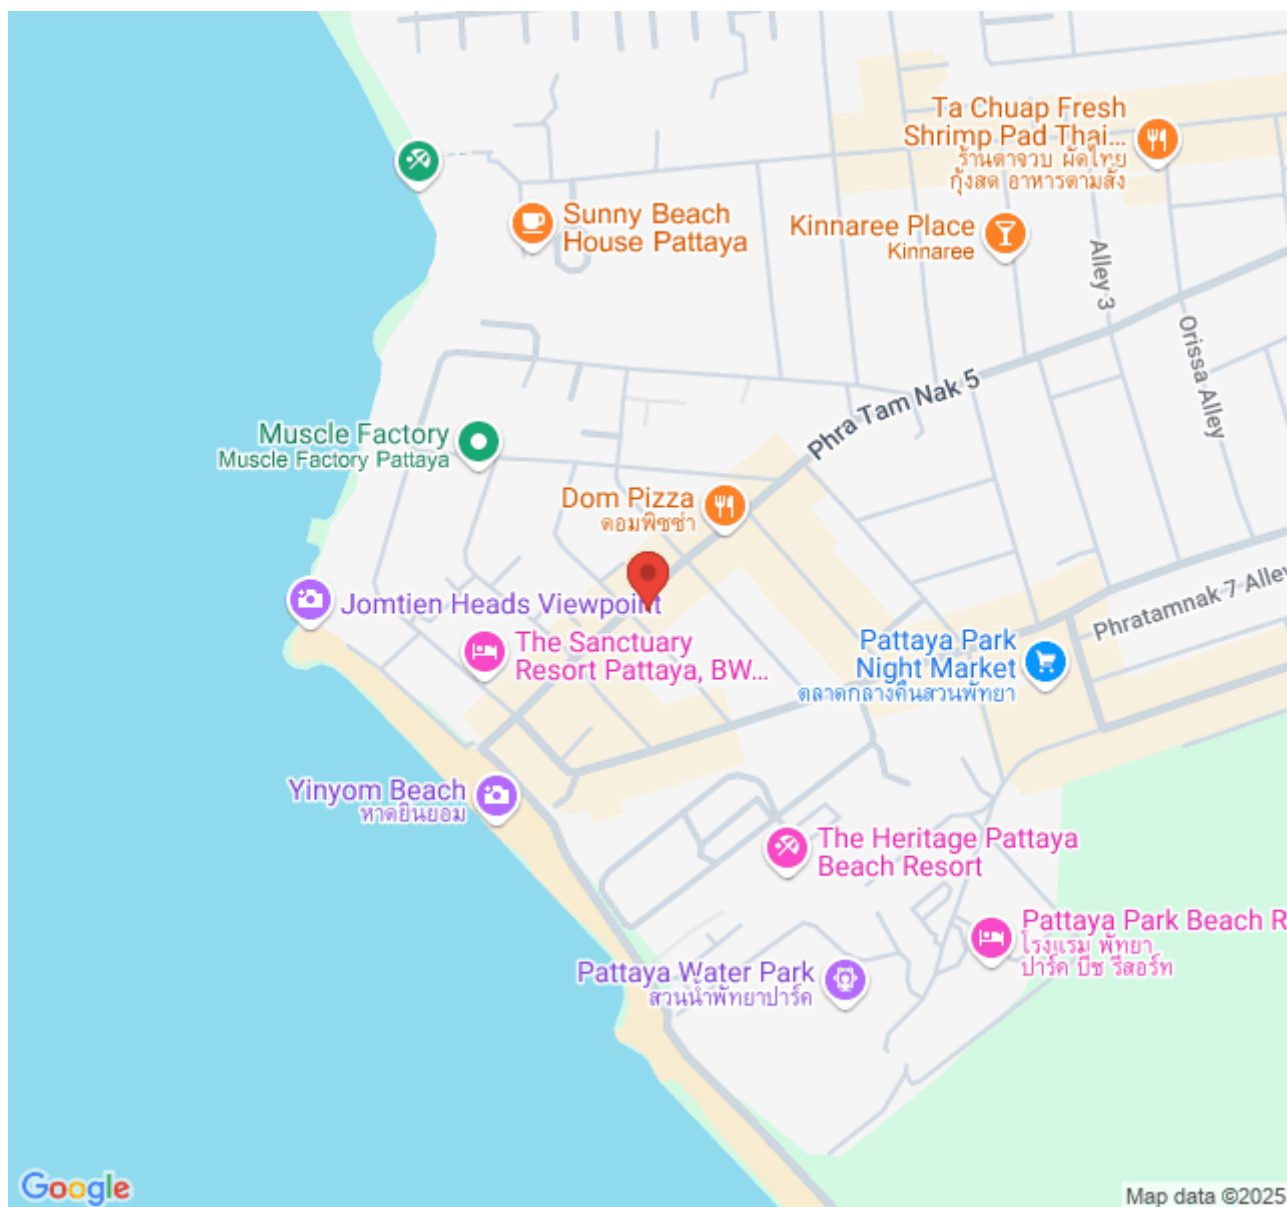 Ta Chuap Fresh
Shrimp Pad Thai...
ร้านตาจวบ ผัดไทย
กุ้งสด อาหารตามสั่ง
Sunny Beach
House Pattaya
Kinnaree Place
Kinnaree
Alley 3
Orissa Alley
Phra Tam Nak 5
Muscle Factory
Muscle Factory Pattaya
Dom Pizza
ดอมพิซซ่า
Jomtien Heads Viewpoint
Phratamnak 7 Alley
The Sanctuary
Resort Pattaya, BW...
Pattaya Park
Night Market
ตลาดกลางคืนสวนพัทยา
Yinyom Beach
หาดยินยอม
The Heritage Pattaya
Beach Resort
Pattaya Park Beach R
โรงแรม พัทยา
ปาร์ค บีช รีสอร์ท
Pattaya Water Park
สวนน้ำพัทยาปาร์ค
Google
Map data ©2025